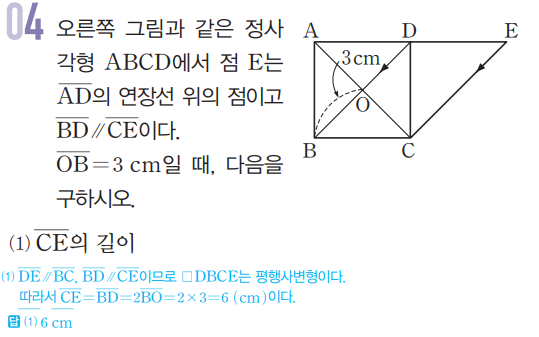 04 오른쪽 그림과 같은 정사
각형 ABCD에서 점 E는
AD의 연장선 위의 점이고
BD∥CE이다.
OB=3 cm일 때, 다음을
구하시오.
A D E
3cm
O
B C
(1) CE의 길이
(1) DE∥BC, BD∥CE이므로 □DBCE는 평행사변형이다.
따라서 CE=BD=2BO=2×3=6 (cm)이다.
답 (1) 6 cm